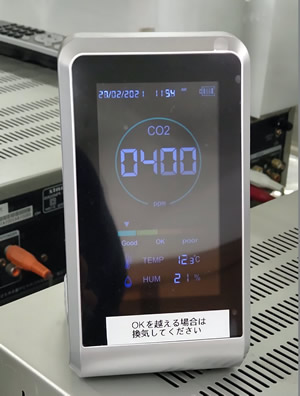 28/02/2021 11:54
CO2
0400
ppm
Good OK poor
TEMP 12.3°C
HUM 21%
OKを越える場合は
換気してください